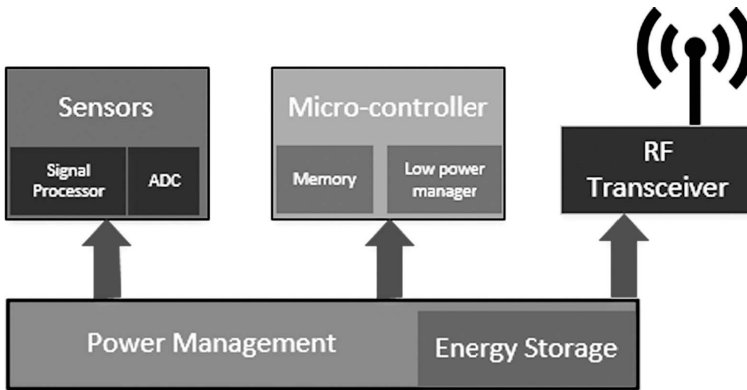 Sensors
Signal
Processor
ADC
Micro-controller
Memory
Low power
manager
RF
Transceiver
Power Management
Energy Storage